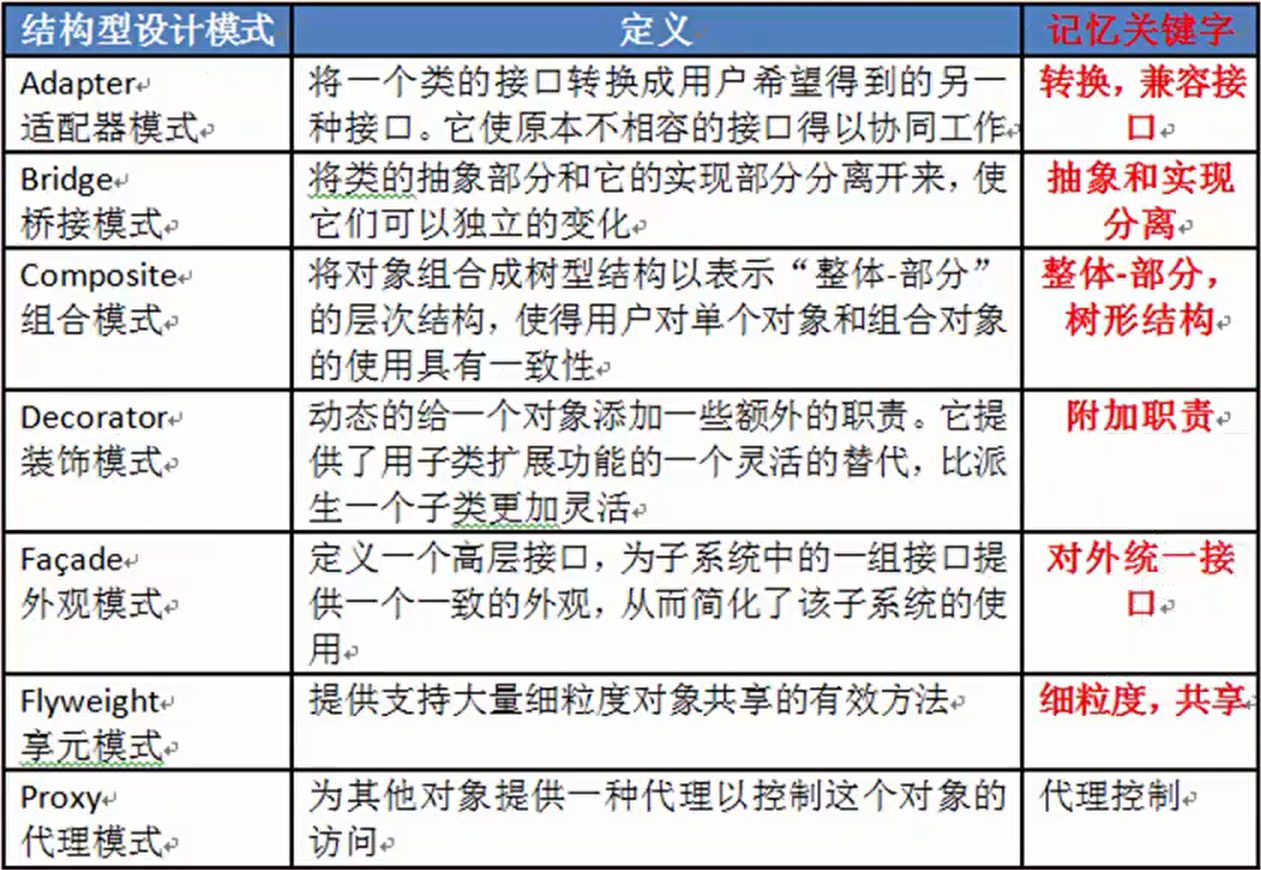 结构型设计模式 定义 记忆关键字
Adapter
适配器模式
将一个类的接口转换成用户希望得到的另一
种接口。它使原本不相容的接口得以协同工作
转换，兼容接
口
Bridge
桥接模式
将类的抽象部分和它的实现部分分离开来，使
它们可以独立的变化
抽象和实现
分离
Composite
组合模式
将对象组合成树型结构以表示“整体-部分”
的层次结构，使得用户对单个对象和组合对象
的使用具有一致性
整体-部分，
树形结构
Decorator
装饰模式
动态的给一个对象添加一些额外的职责。它提
供了用子类扩展功能的一个灵活的替代，比派
生一个子类更加灵活
附加职责
Façade
外观模式
定义一个高层接口，为子系统中的一组接口提
供一个一致的外观，从而简化了该子系统的使
用
对外统一接
口
Flyweight
享元模式
提供支持大量细粒度对象共享的有效方法
细粒度，共享
Proxy
代理模式
为其他对象提供一种代理以控制这个对象的
访问
代理控制